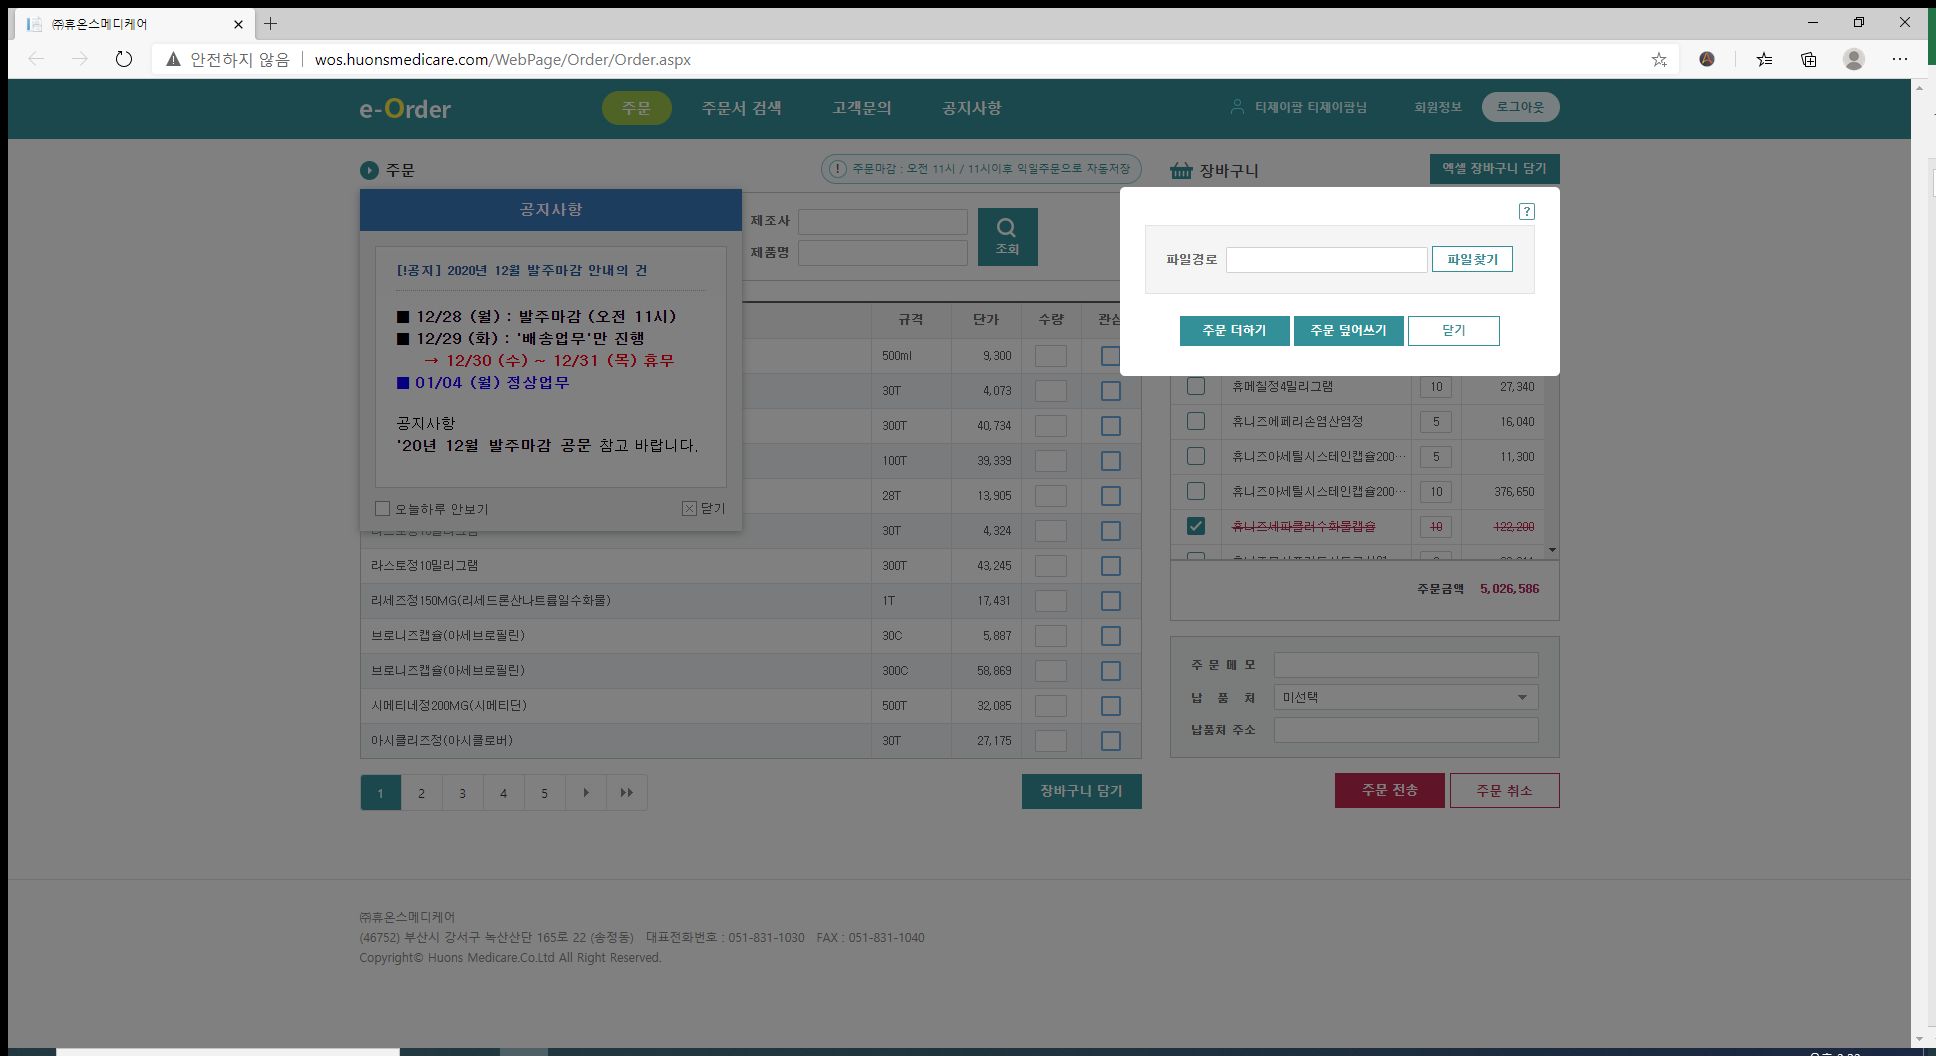 ㈜휴온스메디케어
안전하지 않음
wos.huonsmedicare.com/WebPage/Order/Order.aspx
e-Order
주문
주문서 검색
고객문의
공지사항
티제이팜 티제이팜님
회원정보
로그아웃
주문
! 주문마감 : 오전 11시 / 11시이후 익일주문으로 자동저장
장바구니
엑셀 장바구니 담기
공지사항
[!공지] 2020년 12월 발주마감 안내의 건
■ 12/28 (월) : 발주마감 (오전 11시)
■ 12/29 (화) : '배송업무'만 진행
→ 12/30 (수) ~ 12/31 (목) 휴무
■ 01/04 (월) 정상업무
공지사항
'20년 12월 발주마감 공문 참고 바랍니다.
오늘하루 안보기
닫기
제조사
제품명
조회
?
파일경로
파일찾기
주문 더하기
주문 덮어쓰기
닫기
규격 단가 수량 관심
500ml 9,300
30T 4,073
300T 40,734
100T 39,339
28T 13,905
라스토정10밀리그램 30T 4,324
라스토정10밀리그램 300T 43,245
리세즈정150MG(리세드론산나트륨일수화물) 1T 17,431
브로니즈캡슐(아세브로필린) 30C 5,887
브로니즈캡슐(아세브로필린) 300C 58,869
시메티네정200MG(시메티딘) 500T 32,085
아시클리즈정(아시클로버) 30T 27,175
1 2 3 4 5
장바구니 담기
휴메칠정4밀리그램 10 27,340
휴니즈에페리손염산염정 5 16,040
휴니즈아세틸시스테인캡슐200… 5 11,300
휴니즈아세틸시스테인캡슐200… 10 376,650
휴니즈세파클러수화물캡슐 10 122,200
주문금액 5,026,586
주 문 메 모
납 품 처 미선택
납품처 주소
주문 전송
주문 취소
㈜휴온스메디케어
(46752) 부산시 강서구 녹산산단 165로 22 (송정동) 대표전화번호 : 051-831-1030 FAX : 051-831-1040
Copyright© Huons Medicare.Co.Ltd All Right Reserved.